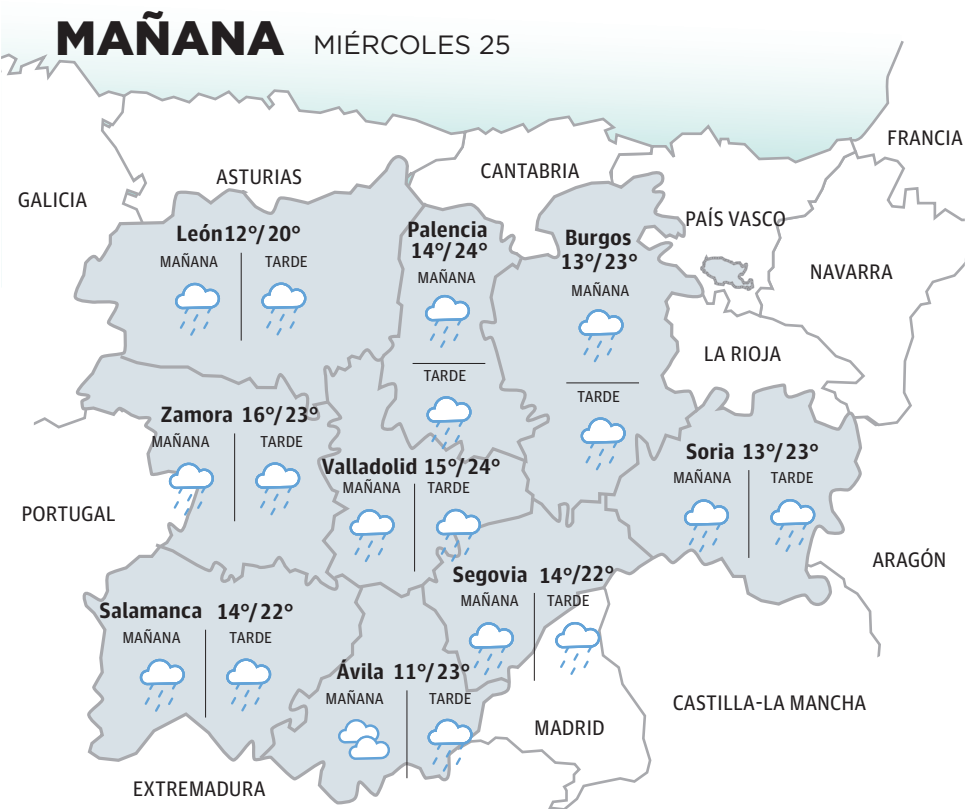 MAÑANA MIÉRCOLES 25
FRANCIA
CANTABRIA
ASTURIAS
GALICIA
PAÍS VASCO
NAVARRA
León 12°/20°
MAÑANA TARDE
Palencia
14°/24°
MAÑANA
TARDE
Burgos
13°/23°
MAÑANA
TARDE
LA RIOJA
Zamora 16°/23°
MAÑANA TARDE
Valladolid 15°/24°
MAÑANA TARDE
Soria 13°/23°
MAÑANA TARDE
PORTUGAL
ARAGÓN
Segovia 14°/22°
MAÑANA TARDE
Salamanca 14°/22°
MAÑANA TARDE
Ávila 11°/23°
MAÑANA TARDE
CASTILLA-LA MANCHA
MADRID
EXTREMADURA